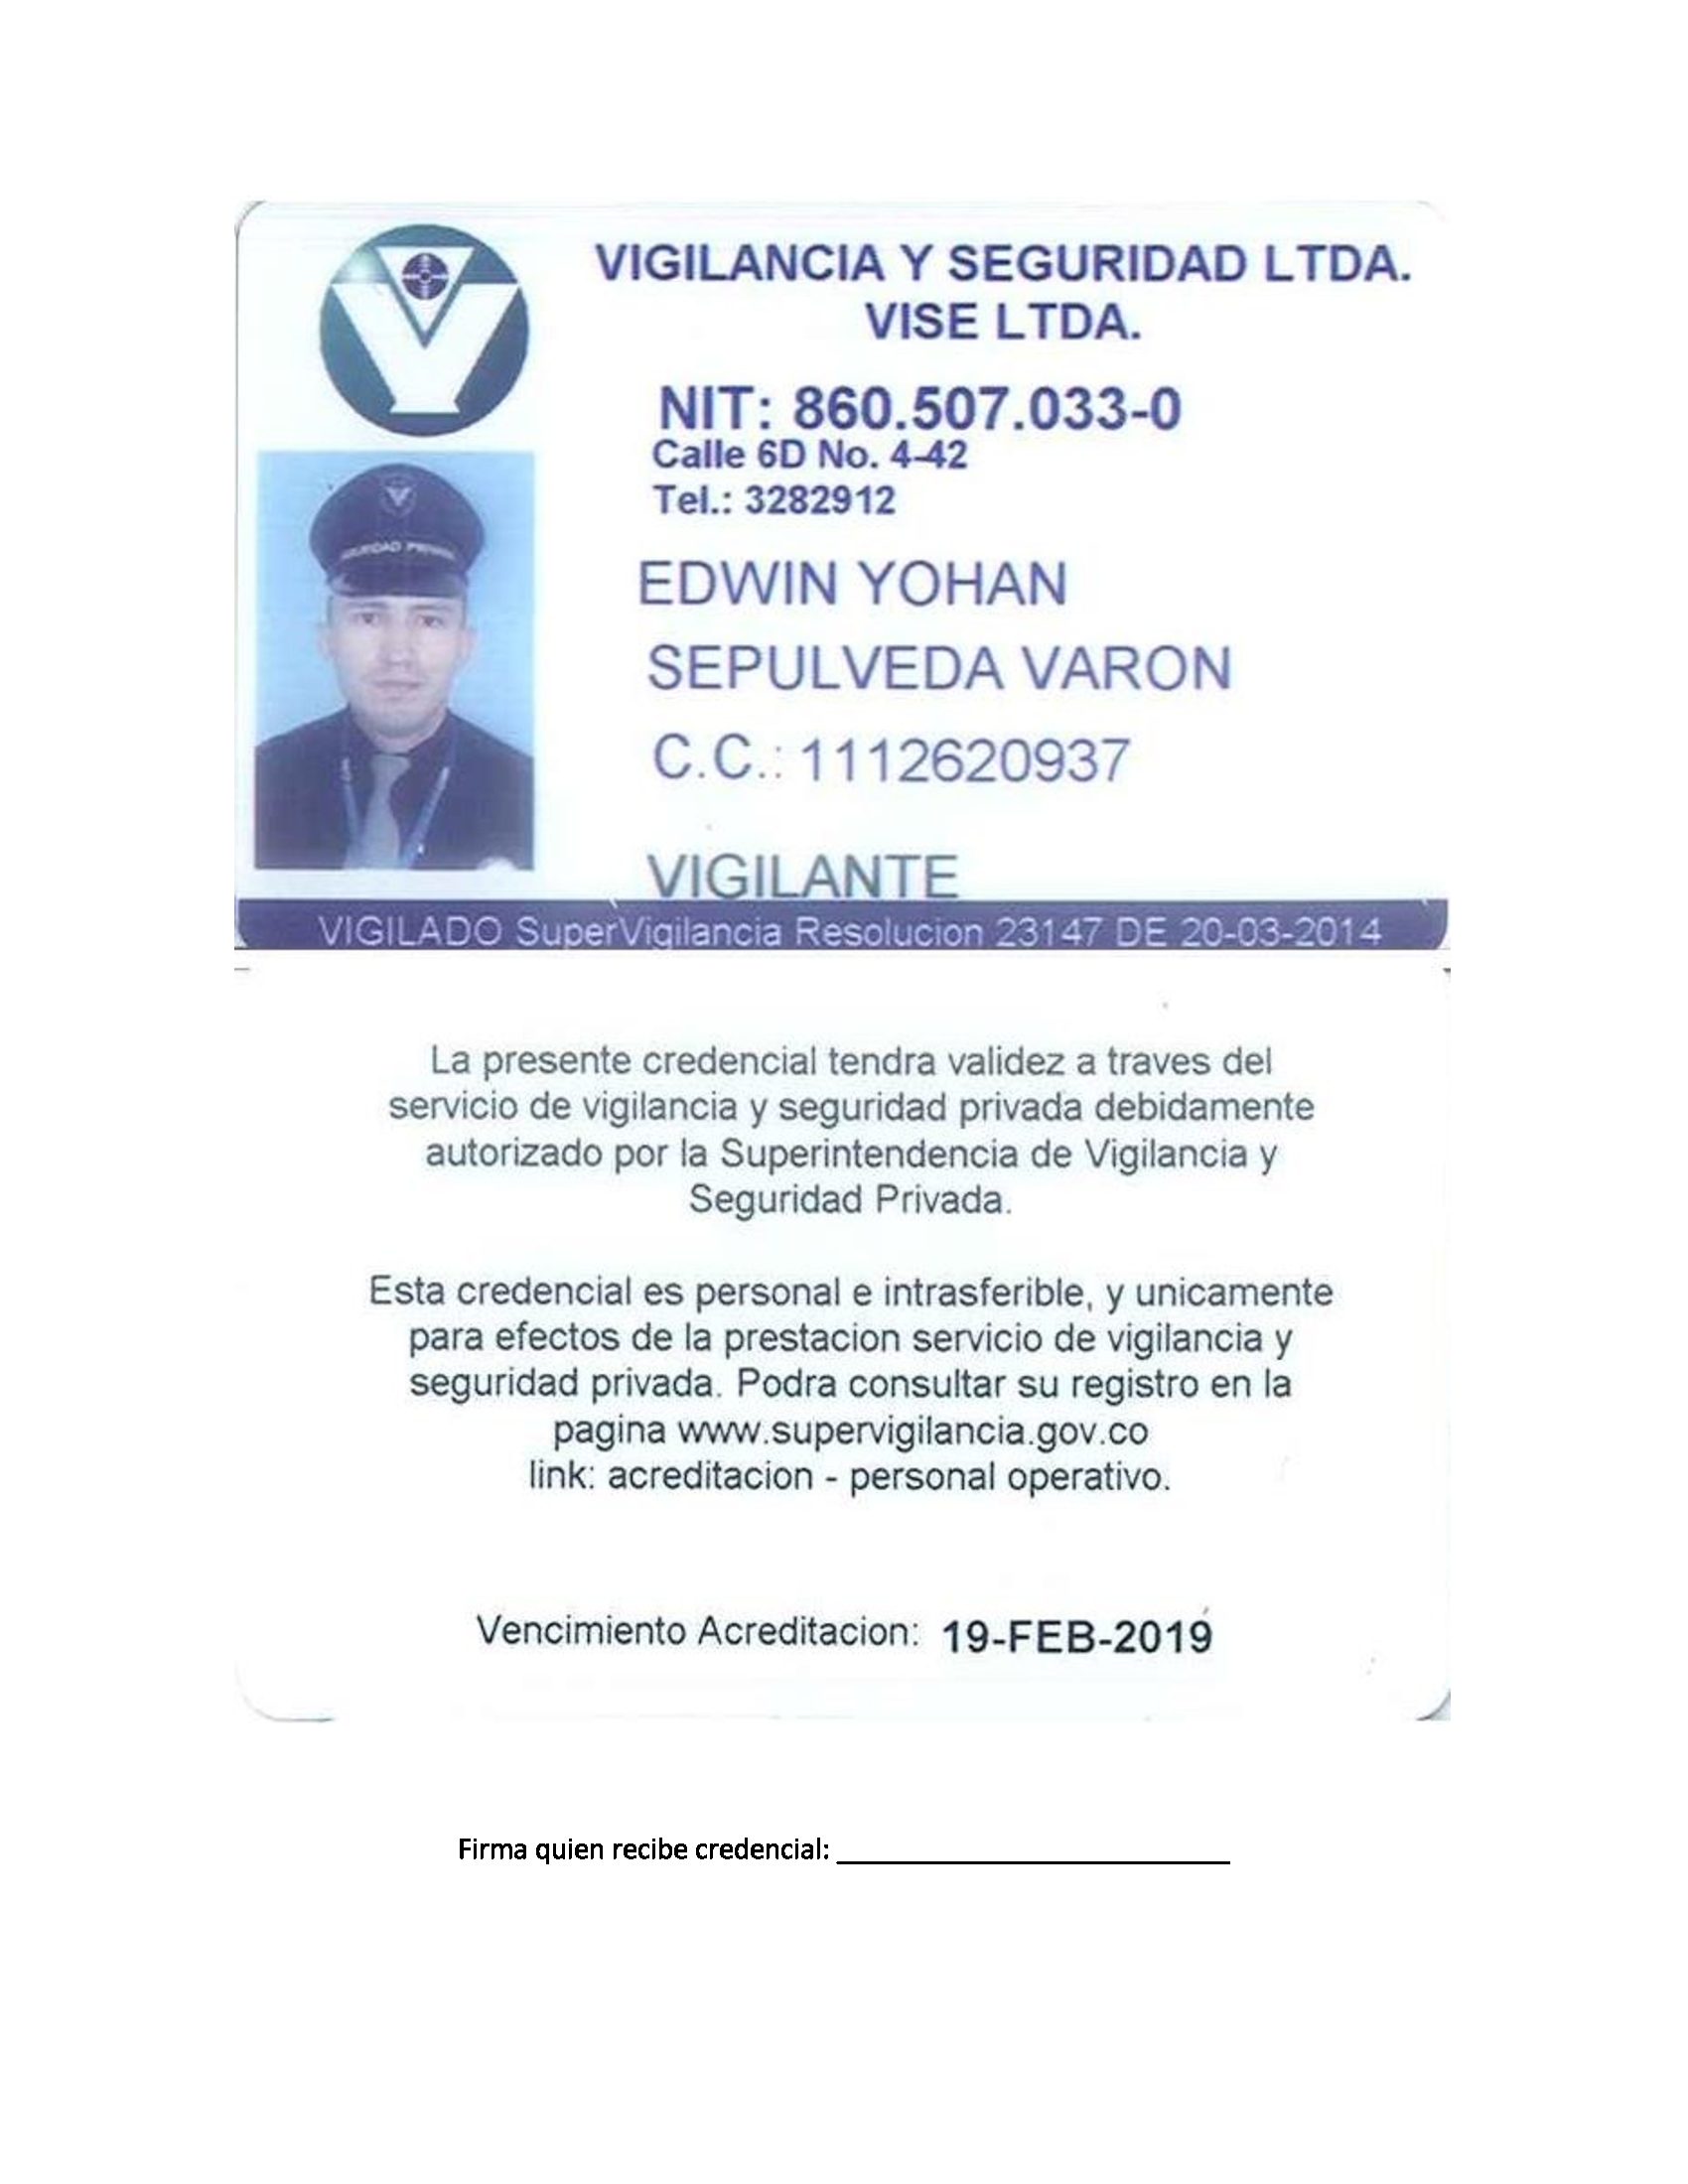 VIGILANCIA Y SEGURIDAD LTDA.
VISE LTDA.
NIT: 860.507.033-0
Calle 6D No. 4-42
Tel.: 3282912
EDWIN YOHAN
SEPULVEDA VARON
C.C.: 1112620937
VIGILANTE
VIGILADO SuperVigilancia Resolucion 23147 DE 20-03-2014
La presente credencial tendra validez a traves del
servicio de vigilancia y seguridad privada debidamente
autorizado por la Superintendencia de Vigilancia y
Seguridad Privada.
Esta credencial es personal e intrasferible, y unicamente
para efectos de la prestacion servicio de vigilancia y
seguridad privada. Podra consultar su registro en la
pagina www.supervigilancia.gov.co
link: acreditacion - personal operativo.
Vencimiento Acreditacion: 19-FEB-2019
Firma quien recibe credencial: